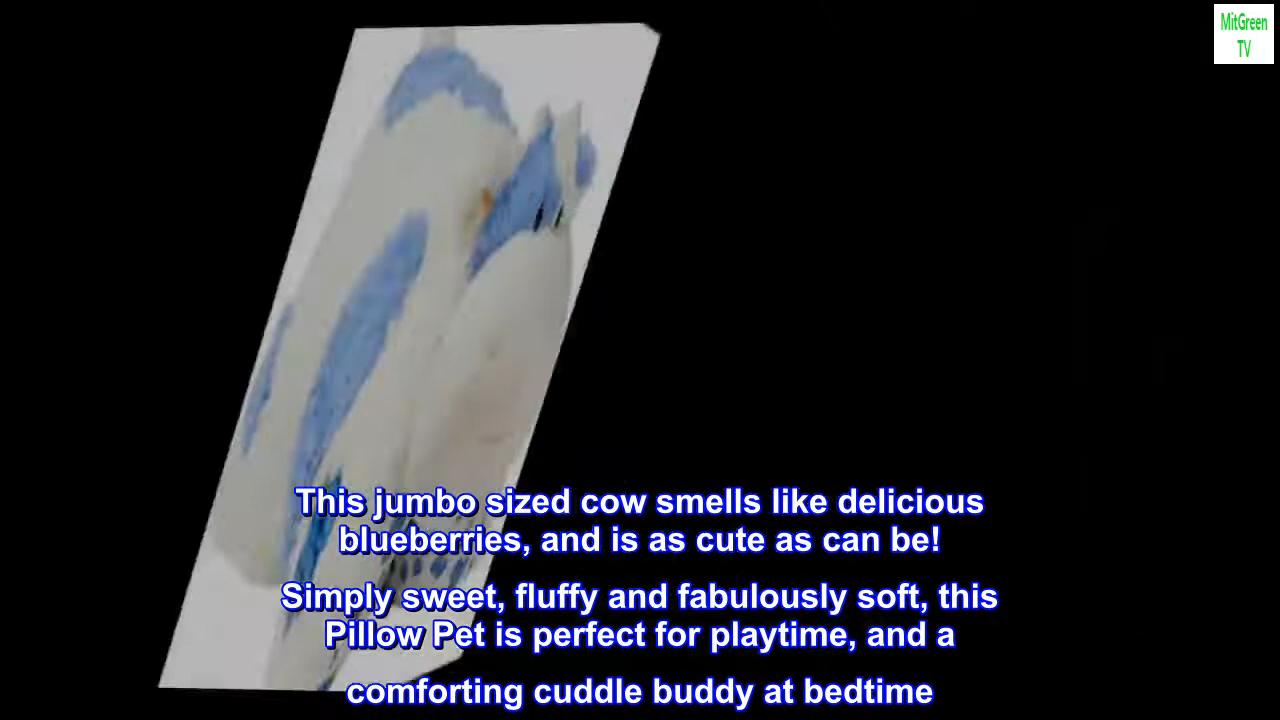 MitGreen
TV
This jumbo sized cow smells like delicious
blueberries, and is as cute as can be!
Simply sweet, fluffy and fabulously soft, this
Pillow Pet is perfect for playtime, and a
comforting cuddle buddy at bedtime